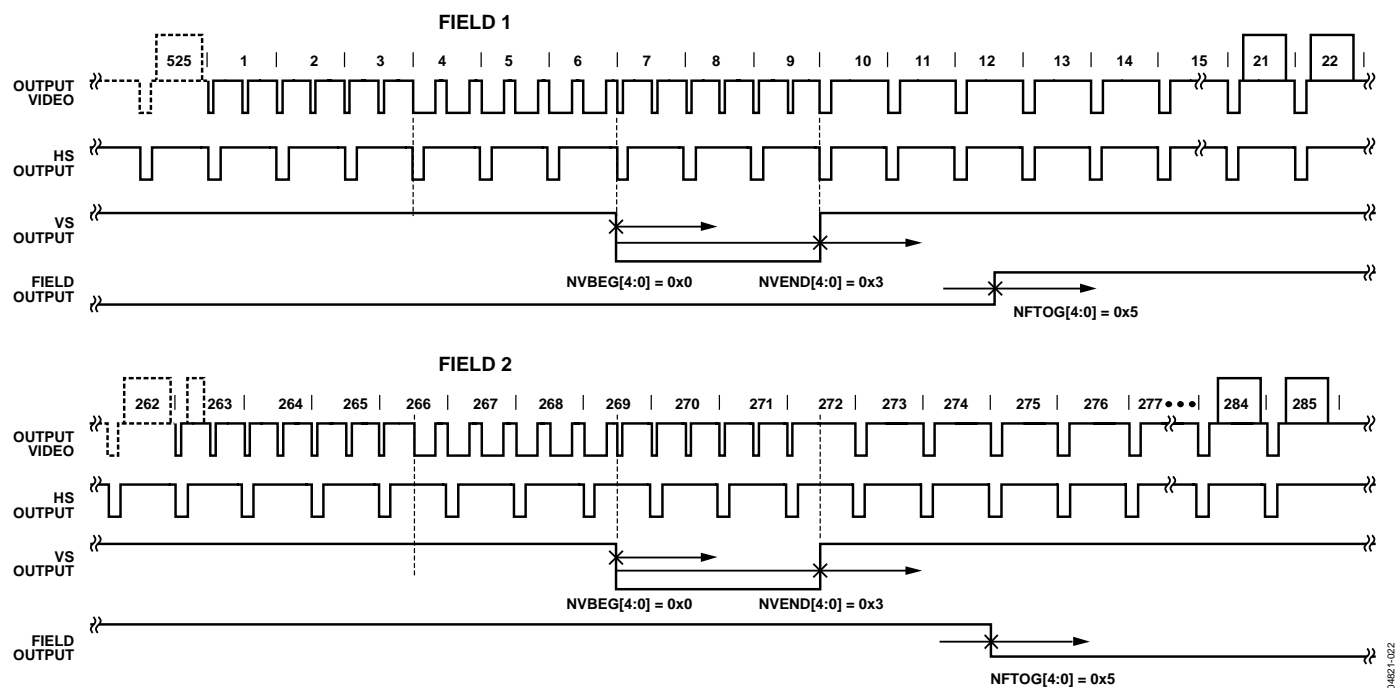 FIELD 1
525 1 2 3 4 5 6 7 8 9 10 11 12 13 14 15 21 22
OUTPUT
VIDEO
HS
OUTPUT
VS
OUTPUT
NVBEG[4:0] = 0x0 NVEND[4:0] = 0x3
FIELD
OUTPUT
NFTOG[4:0] = 0x5
FIELD 2
262 263 264 265 266 267 268 269 270 271 272 273 274 275 276 277 284 285
OUTPUT
VIDEO
HS
OUTPUT
VS
OUTPUT
NVBEG[4:0] = 0x0 NVEND[4:0] = 0x3
FIELD
OUTPUT
NFTOG[4:0] = 0x5
04821-022